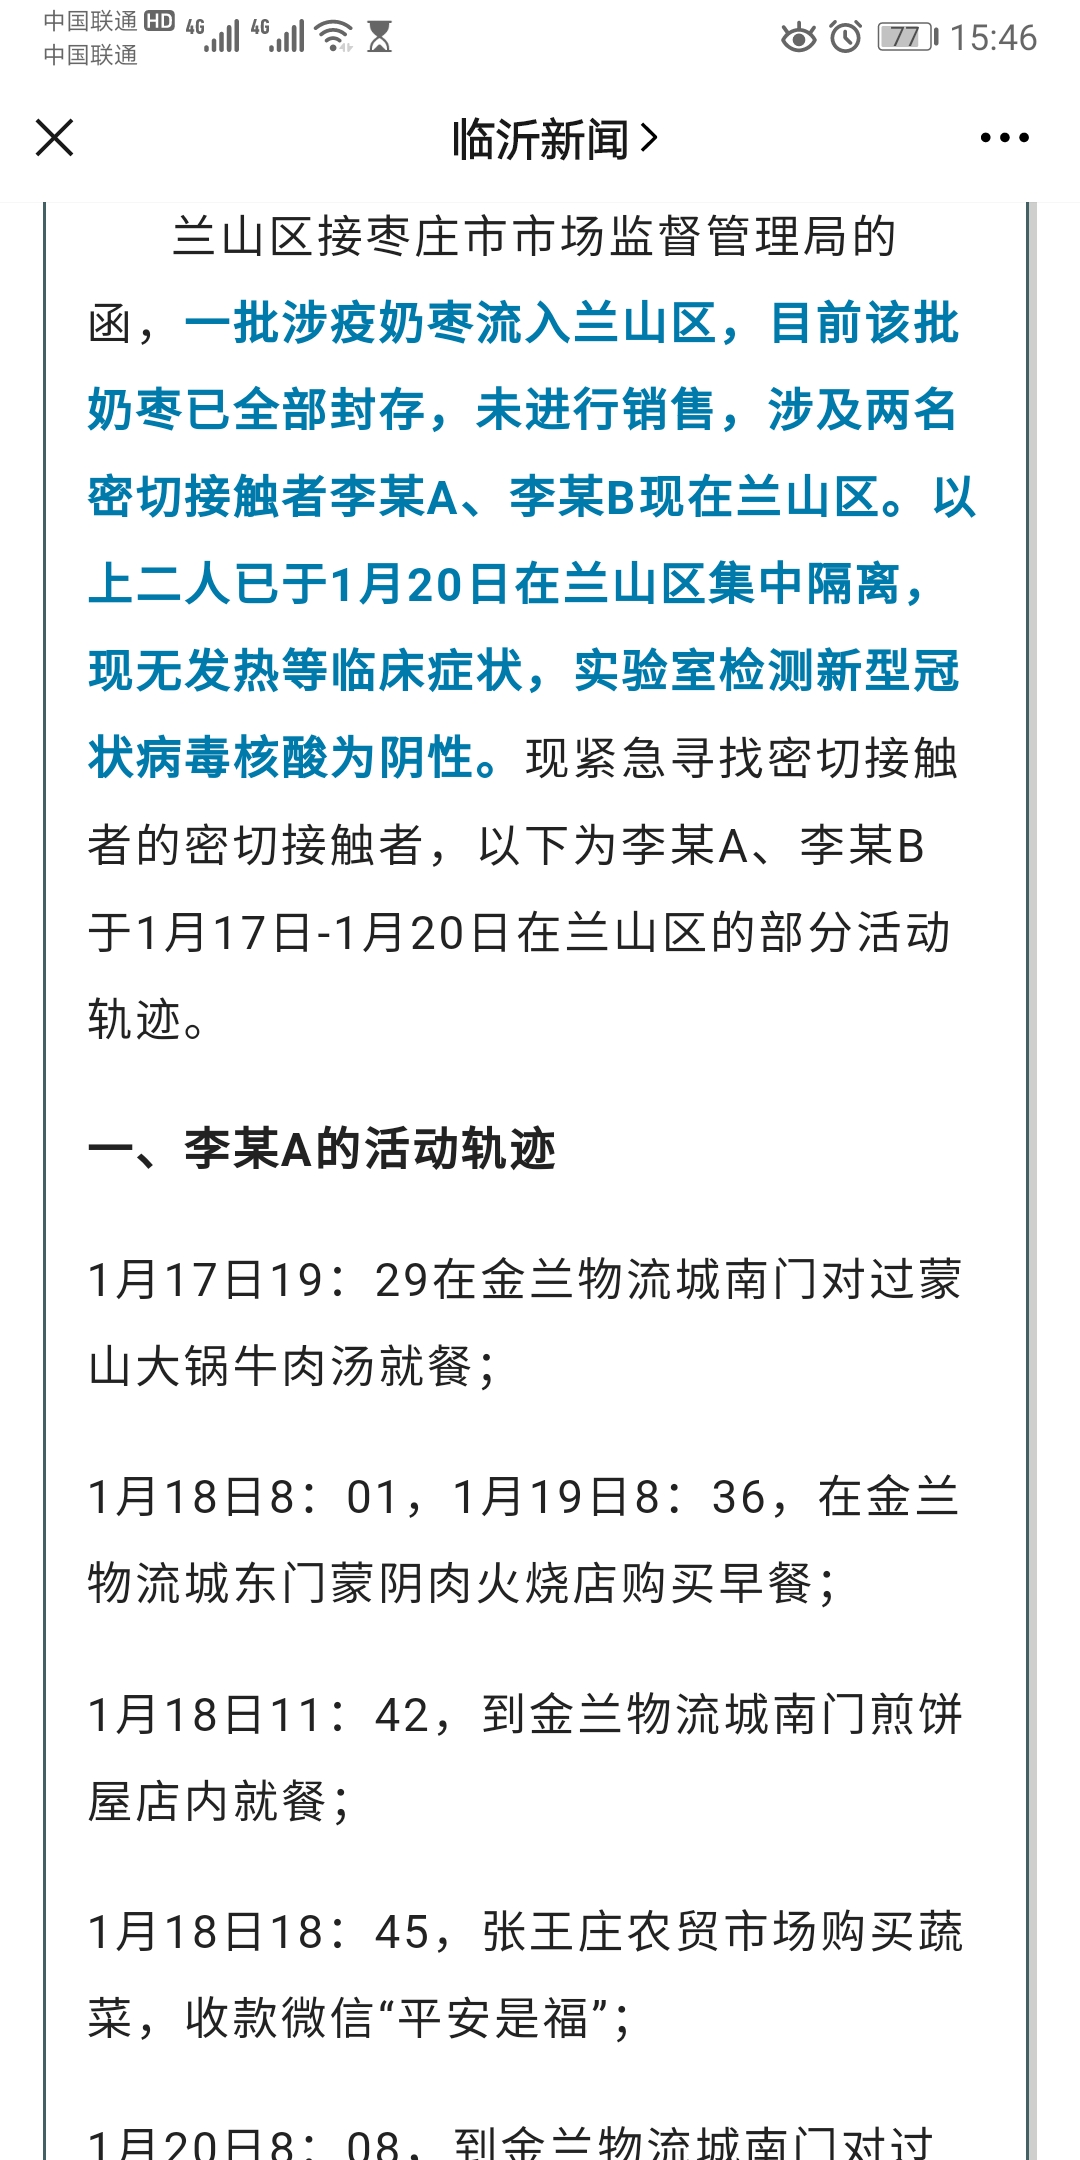 中国联通 HD 4G 4G 77 15:46
中国联通
临沂新闻
兰山区接枣庄市市场监督管理局的
函，一批涉疫奶枣流入兰山区，目前该批
奶枣已全部封存，未进行销售，涉及两名
密切接触者李某A、李某B现在兰山区。以
上二人已于1月20日在兰山区集中隔离，
现无发热等临床症状，实验室检测新型冠
状病毒核酸为阴性。现紧急寻找密切接触
者的密切接触者，以下为李某A、李某B
于1月17日-1月20日在兰山区的部分活动
轨迹。
一、李某A的活动轨迹
1月17日19：29在金兰物流城南门对过蒙
山大锅牛肉汤就餐；
1月18日8：01，1月19日8：36，在金兰
物流城东门蒙阴肉火烧店购买早餐；
1月18日11：42，到金兰物流城南门煎饼
屋店内就餐；
1月18日18：45，张王庄农贸市场购买蔬
菜，收款微信“平安是福”；
1月20日8：08，到金兰物流城南门对过